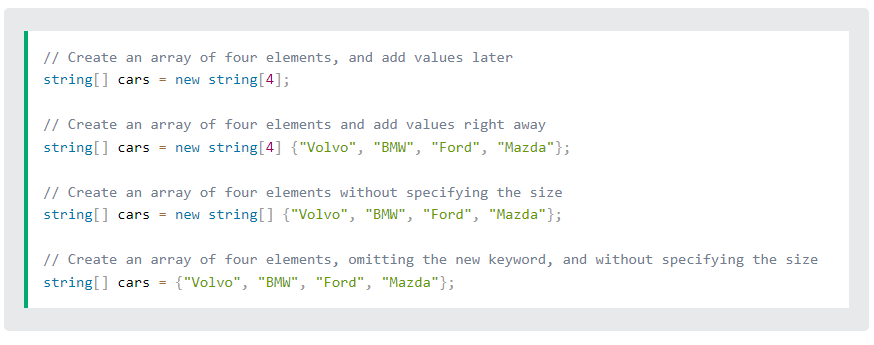 // Create an array of four elements, and add values later
string[] cars = new string[4];
// Create an array of four elements and add values right away
string[] cars = new string[4] {"Volvo", "BMW", "Ford", "Mazda"};
// Create an array of four elements without specifying the size
string[] cars = new string[] {"Volvo", "BMW", "Ford", "Mazda"};
// Create an array of four elements, omitting the new keyword, and without specifying the size
string[] cars = {"Volvo", "BMW", "Ford", "Mazda"};